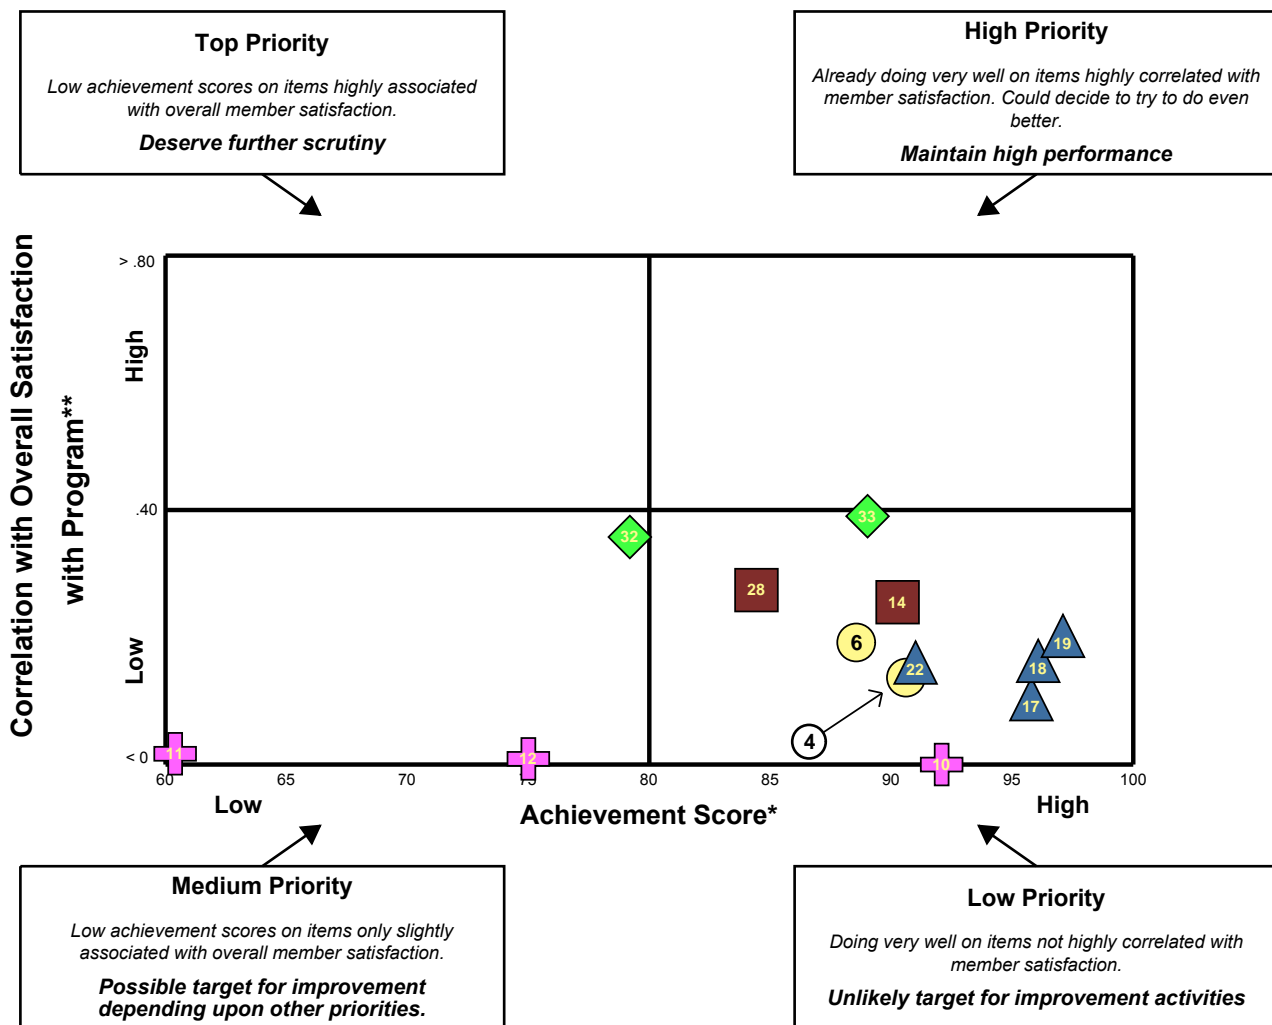 Top Priority
Low achievement scores on items highly associated
with overall member satisfaction.
Deserve further scrutiny
High Priority
Already doing very well on items highly correlated with
member satisfaction. Could decide to try to do even
better.
Maintain high performance
Correlation with Overall Satisfaction
with Program**
> .80
High
.40
Low
< 0
32
33
28
14
6
22
19
18
17
4
11
12
10
60
65
70
75
80
85
90
95
100
Low
Achievement Score*
High
Medium Priority
Low achievement scores on items only slightly
associated with overall member satisfaction.
Possible target for improvement
depending upon other priorities.
Low Priority
Doing very well on items not highly correlated with
member satisfaction.
Unlikely target for improvement activities